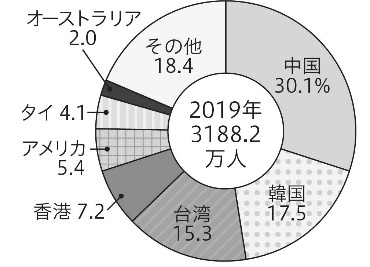 オーストラリア
2.0
その他
18.4
中国
30.1%
2019年
3188.2
万人
タイ 4.1
アメリカ
5.4
香港 7.2
台湾
15.3
韓国
17.5